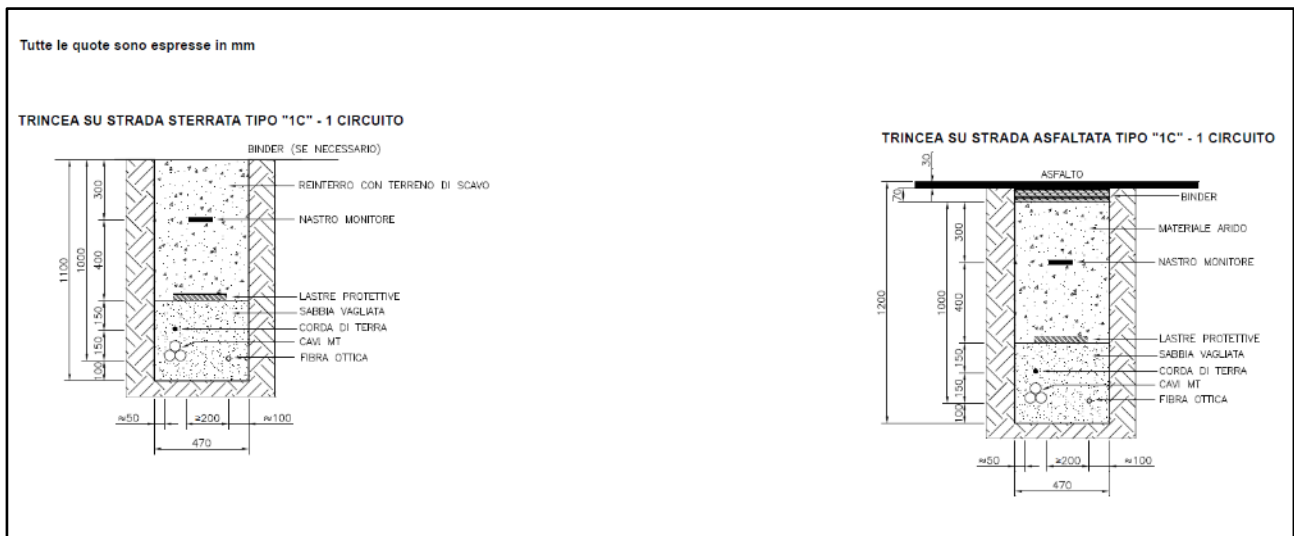 Tutte le quote sono espresse in mm
TRINCEA SU STRADA STERRATA TIPO "1C" - 1 CIRCUITO
BINDER (SE NECESSARIO)
REINTERRO CON TERRENO DI SCAVO
NASTRO MONITORE
LASTRE PROTETTIVE
SABBIA VAGLIATA
CORDA DI TERRA
CAVI MT
FIBRA OTTICA
1100
1000
300
400
150
150
100
≈50
≥200
≈100
470
TRINCEA SU STRADA ASFALTATA TIPO "1C" - 1 CIRCUITO
ASFALTO
BINDER
MATERIALE ARIDO
NASTRO MONITORE
LASTRE PROTETTIVE
SABBIA VAGLIATA
CORDA DI TERRA
CAVI MT
FIBRA OTTICA
30
70
1200
1000
300
400
150
150
100
≈50
≥200
≈100
470